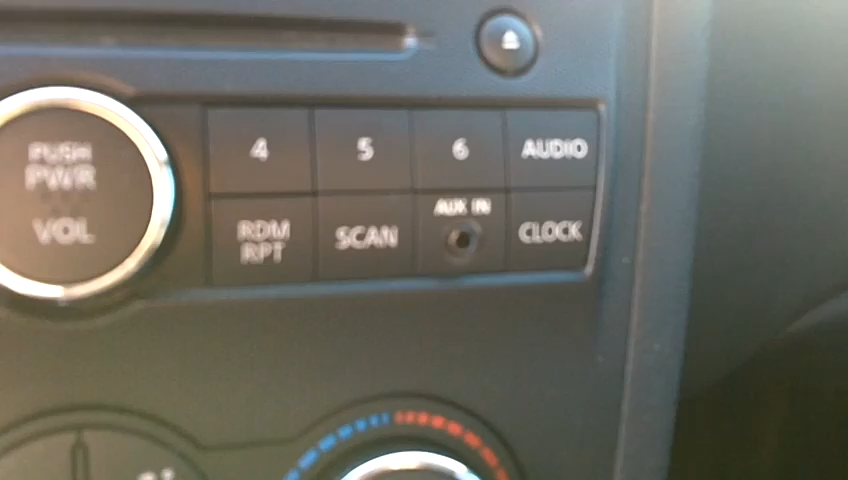 PUSH
PWR
VOL
4
5
6
AUDIO
RDM
RPT
SCAN
AUX IN
CLOCK